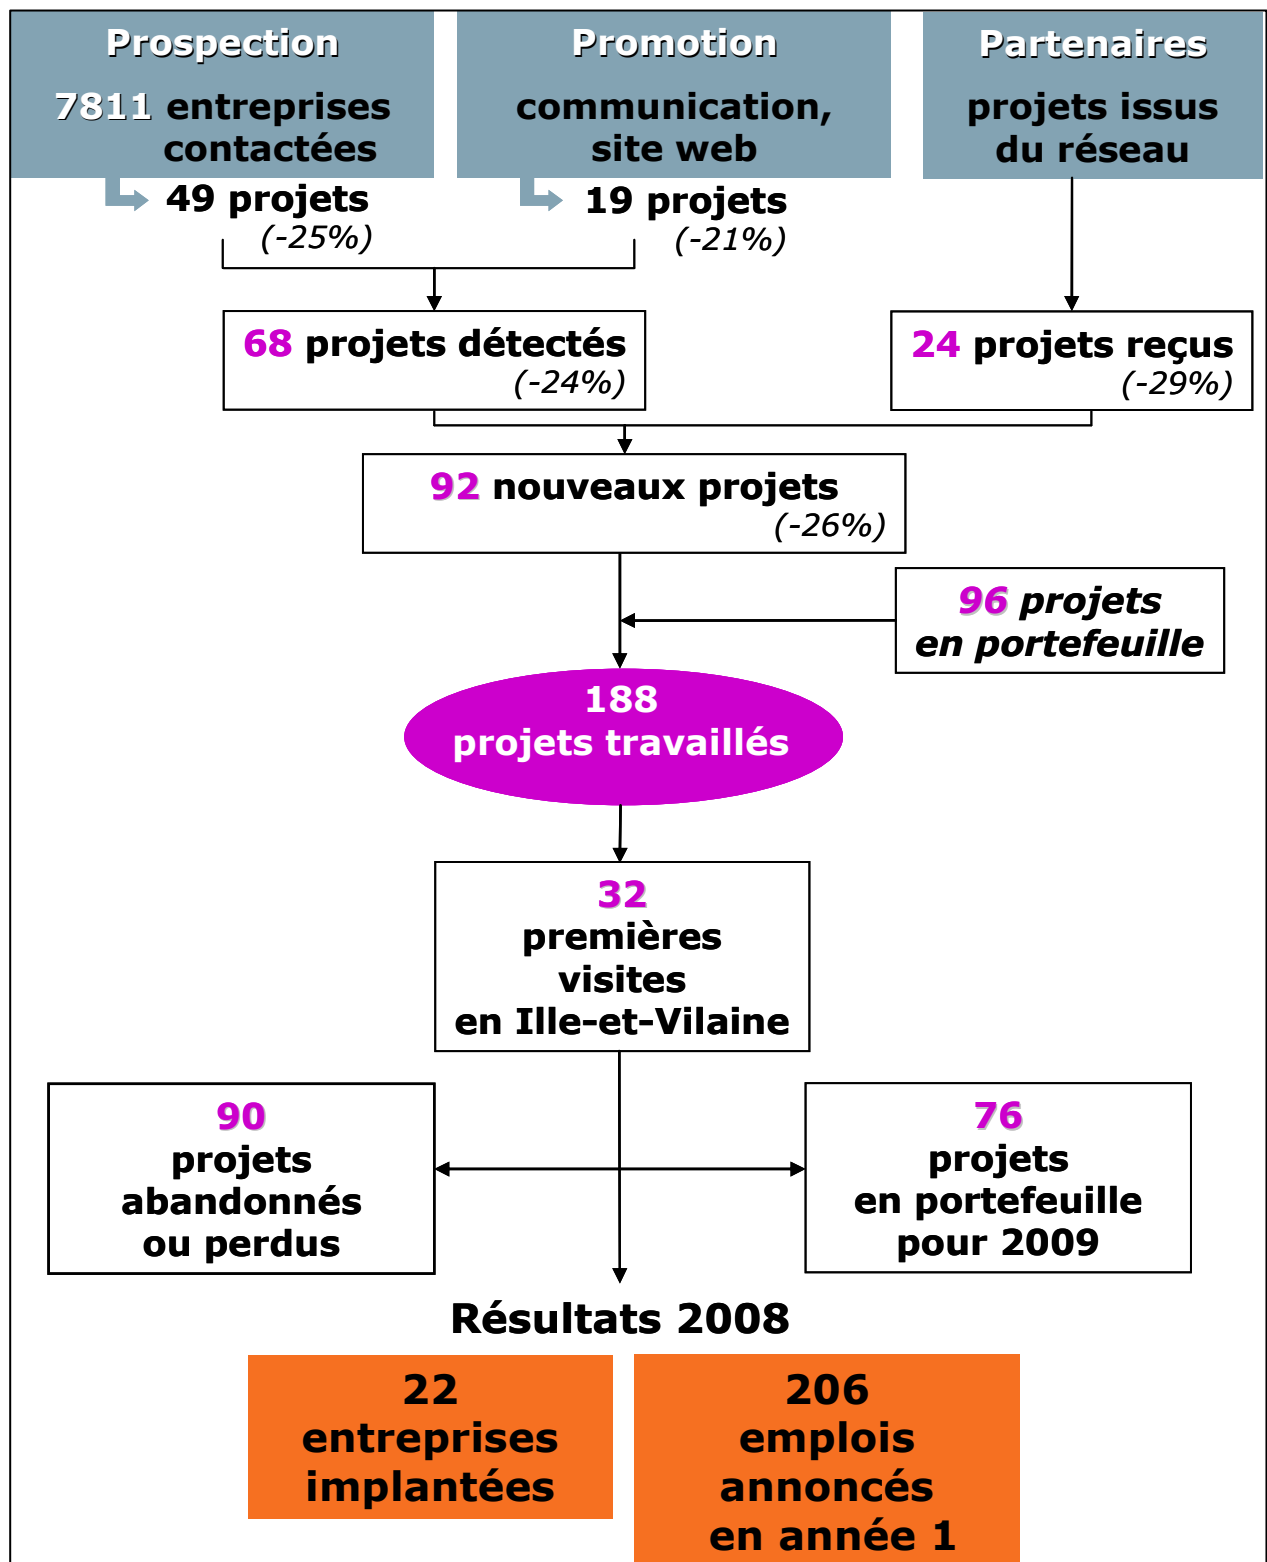 Prospection
7811 entreprises
contactées
49 projets
(-25%)
Promotion
communication,
site web
19 projets
(-21%)
Partenaires
projets issus
du réseau
68 projets détectés
(-24%)
24 projets reçus
(-29%)
92 nouveaux projets
(-26%)
96 projets
en portefeuille
188
projets travaillés
32
premières
visites
en Ille-et-Vilaine
90
projets
abandonnés
ou perdus
76
projets
en portefeuille
pour 2009
Résultats 2008
22
entreprises
implantées
206
emplois
annoncés
en année 1